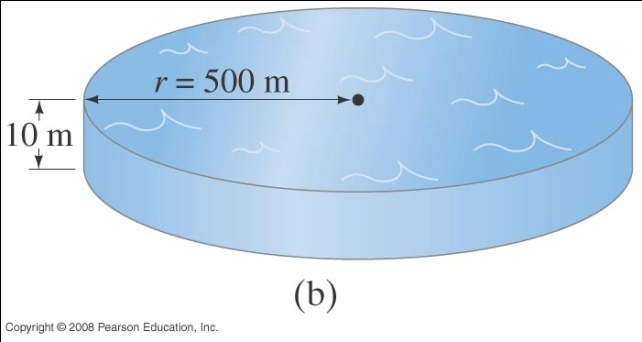 r = 500 m
10 m
(b)
Copyright © 2008 Pearson Education, Inc.